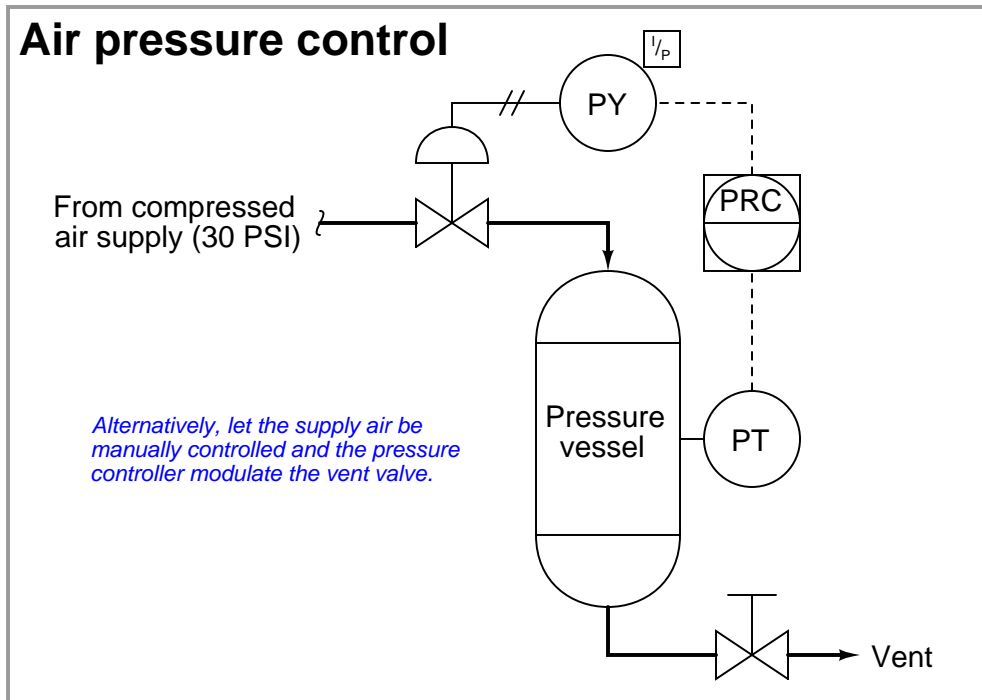 Air pressure control
I/P
PY
PRC
From compressed
air supply (30 PSI)
Pressure
vessel
PT
Alternatively, let the supply air be
manually controlled and the pressure
controller modulate the vent valve.
Vent